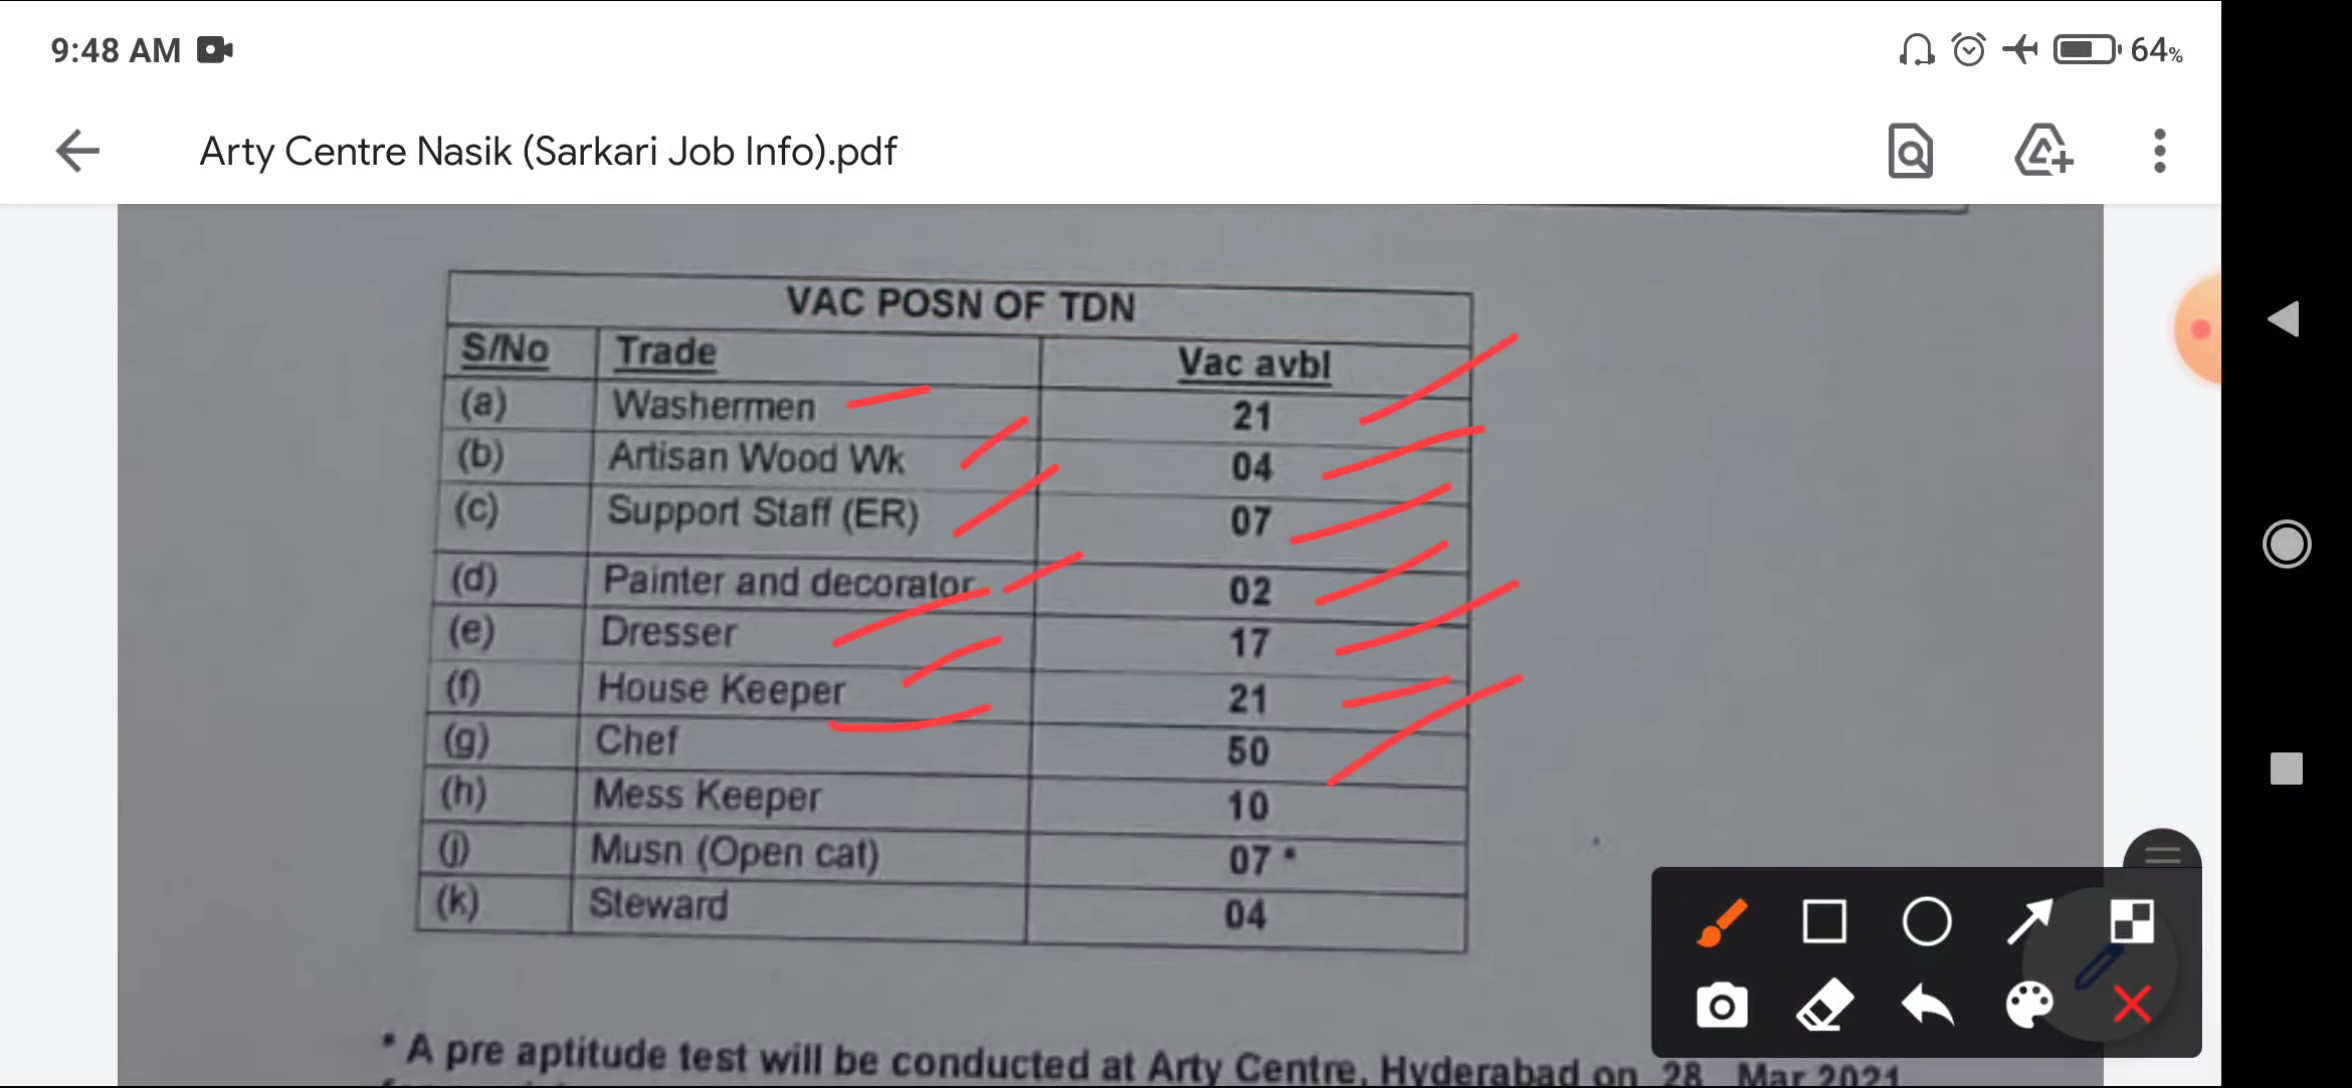 9:48 AM 64%
Arty Centre Nasik (Sarkari Job Info).pdf
VAC POSN OF TDN
S/No Trade Vac avbl
(a) Washermen 21
(b) Artisan Wood Wk 04
(c) Support Staff (ER) 07
(d) Painter and decorator 02
(e) Dresser 17
(f) House Keeper 21
(g) Chef 50
(h) Mess Keeper 10
(j) Musn (Open cat) 07 *
(k) Steward 04
* A pre aptitude test will be conducted at Arty Centre, Hyderabad on 28 Mar 2021